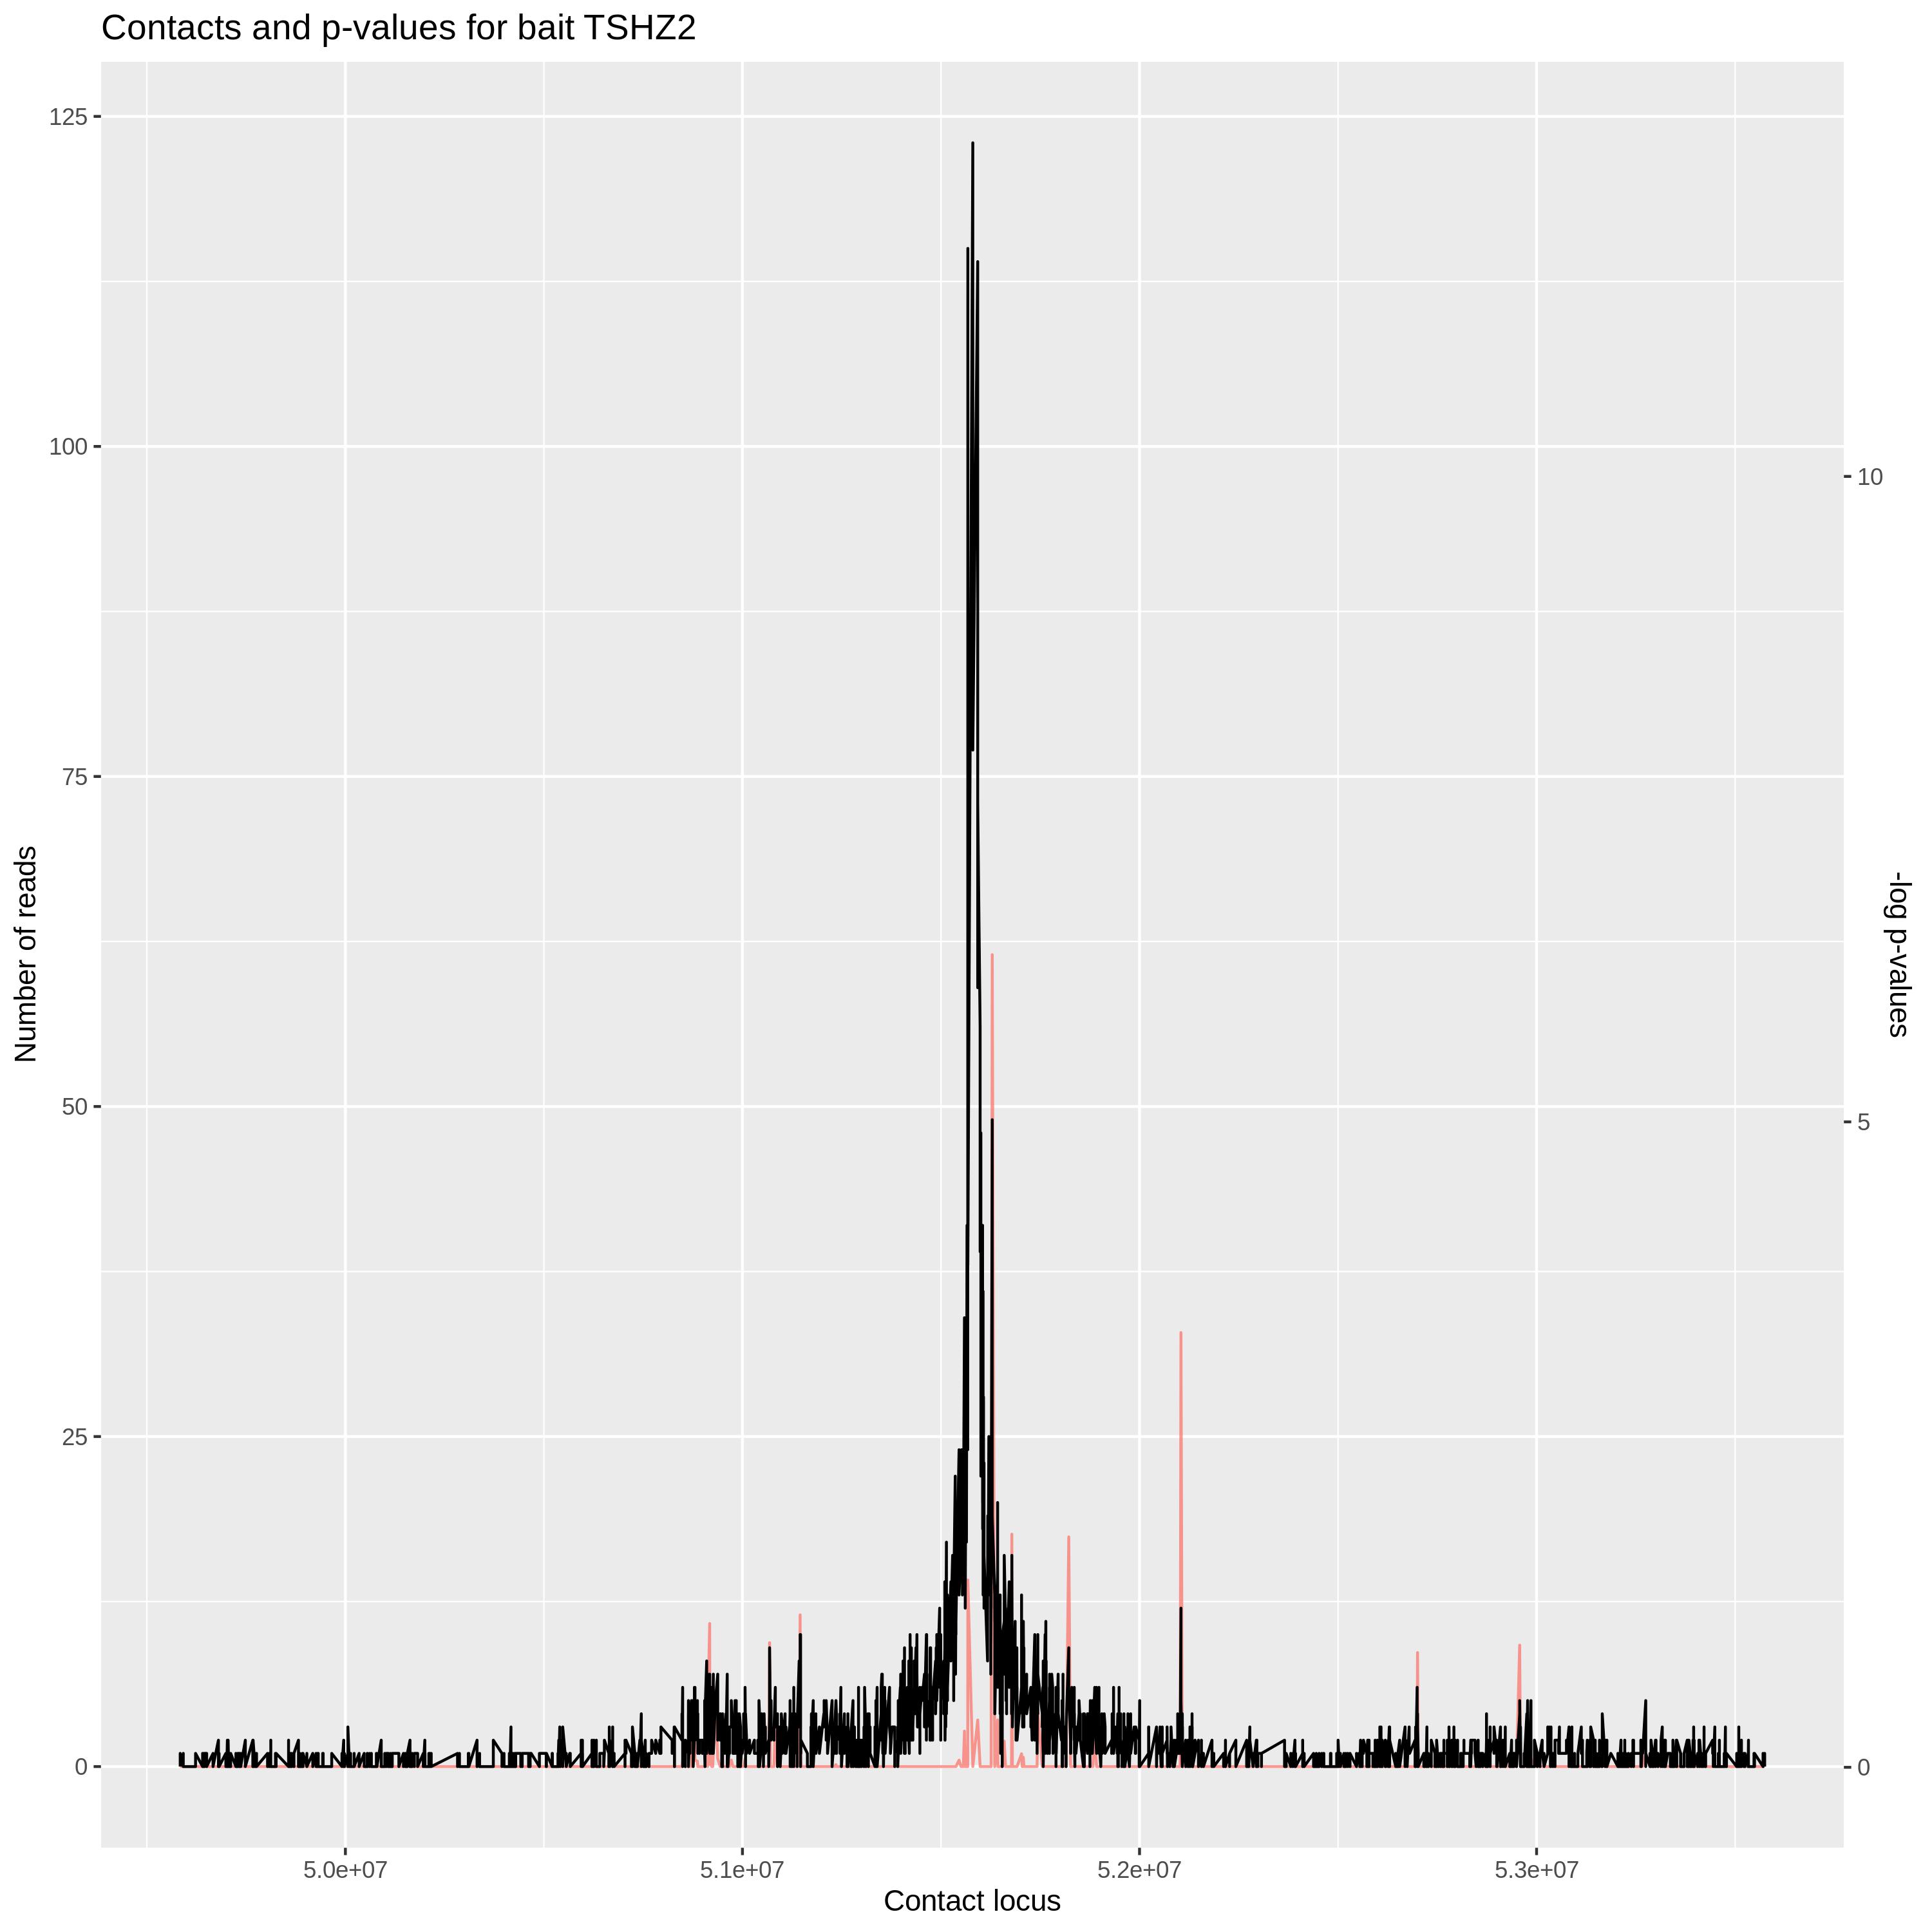 Contacts and p-values for bait TSHZ2
125
100
75
50
25
0
Number of reads
10
5
0
-log p-values
5.0e+07
5.1e+07
5.2e+07
5.3e+07
Contact locus